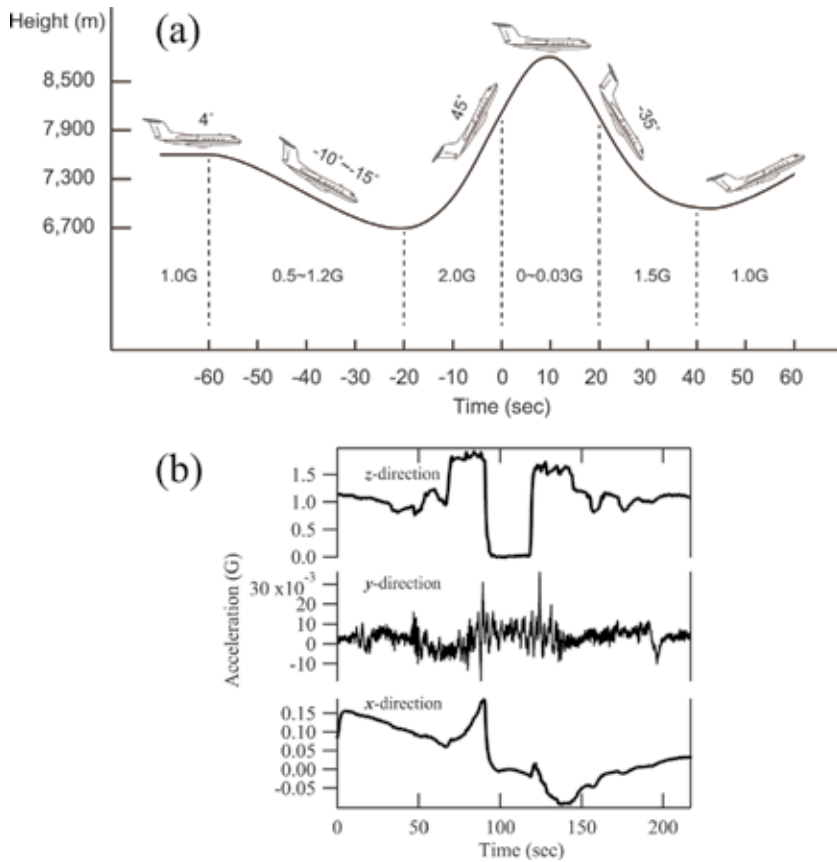 Height (m)
(a)
8,500
7,900
7,300
6,700
4°
-10°~-15°
45°
-35°
1.0G 0.5~1.2G 2.0G 0~0.03G 1.5G 1.0G
-60 -50 -40 -30 -20 -10 0 10 20 30 40 50 60
Time (sec)
(b)
Acceleration (G)
z-direction
1.5
1.0
0.5
0.0
y-direction
30 x10⁻³
20
10
0
-10
x-direction
0.15
0.10
0.05
0.00
-0.05
0 50 100 150 200
Time (sec)